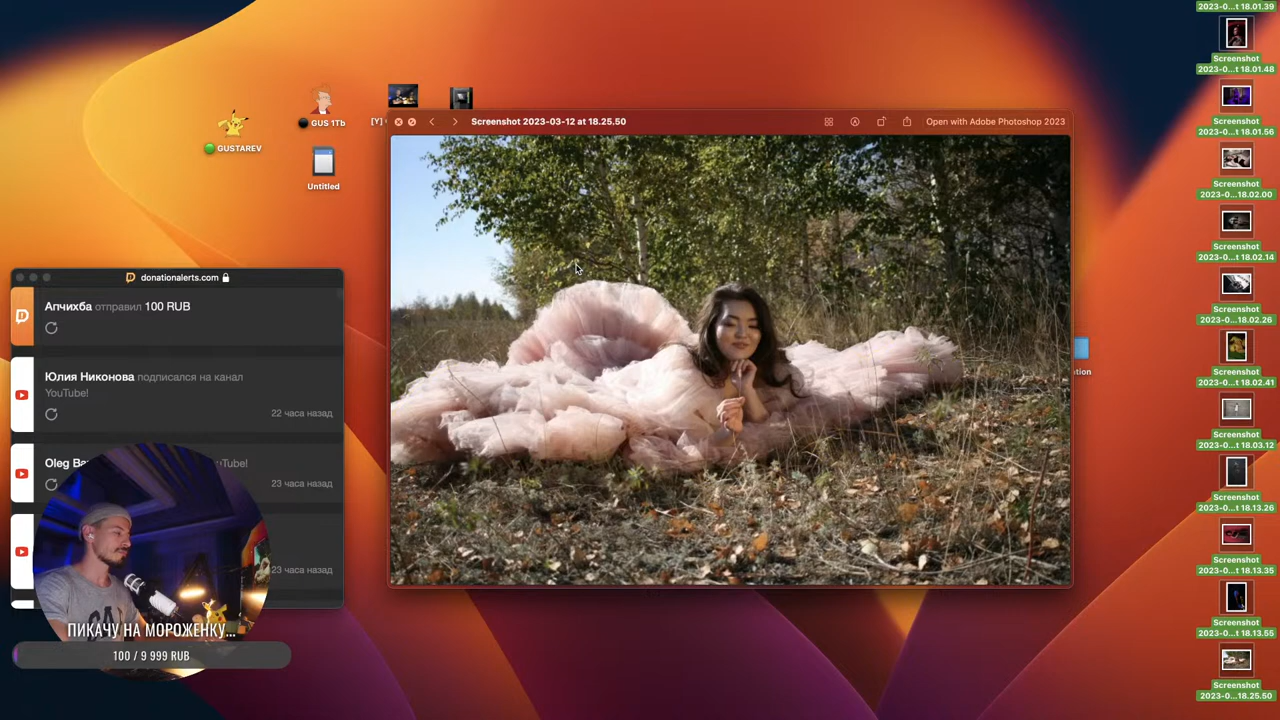 GUSTAREV
GUS 1Tb
Untitled
[Y]
Screenshot 2023-03-12 at 18.25.50
Open with Adobe Photoshop 2023
donationalerts.com
Апчихба отправил 100 RUB
Юлия Никонова подписался на канал
YouTube!
22 часа назад
Oleg
uTube!
23 часа назад
23 часа назад
ПИКАЧУ НА МОРОЖЕНКУ...
100 / 9 999 RUB
tion
2023-0...t 18.01.39
Screenshot
2023-0...t 18.01.48
Screenshot
2023-0...t 18.01.56
Screenshot
2023-0...t 18.02.00
Screenshot
2023-0...t 18.02.14
Screenshot
2023-0...t 18.02.26
Screenshot
2023-0...t 18.02.41
Screenshot
2023-0...t 18.03.12
Screenshot
2023-0...t 18.13.26
Screenshot
2023-0...t 18.13.35
Screenshot
2023-0...t 18.13.55
Screenshot
2023-0...18.25.50